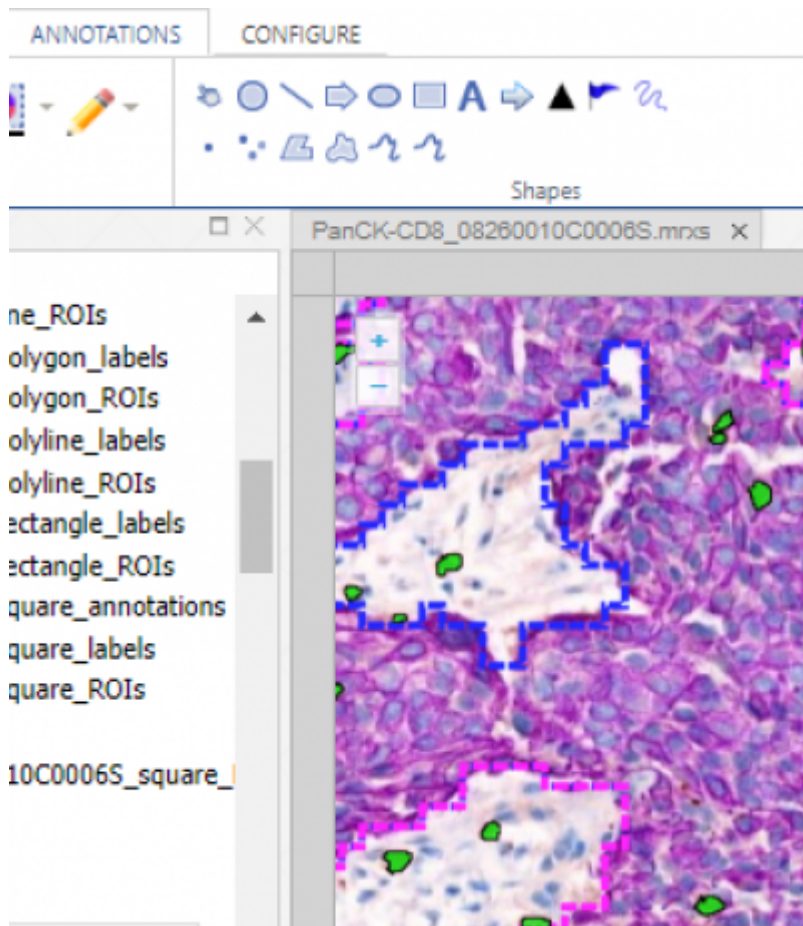 ANNOTATIONS CONFIGURE
A
Shapes
PanCK-CD8_08260010C0006S.mrxs ×
ne_ROIs
olygon_labels
olygon_ROIs
olyline_labels
olyline_ROIs
ectangle_labels
ectangle_ROIs
quare_annotations
quare_labels
quare_ROIs
10C0006S_square_
+
−